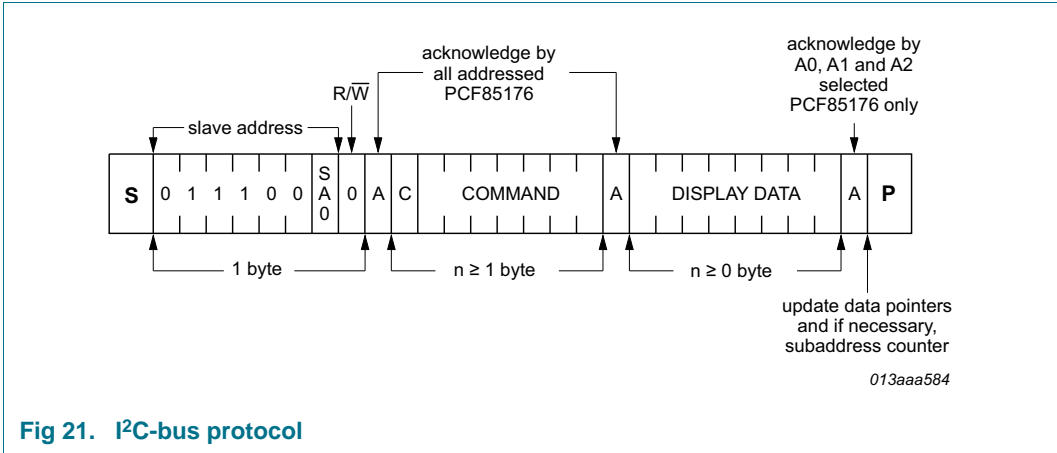 acknowledge by
all addressed
PCF85176
acknowledge by
A0, A1 and A2
selected
PCF85176 only
R/W̅
slave address
S 0 1 1 1 0 0 SA0 0 A C COMMAND A DISPLAY DATA A P
1 byte
n ≥ 1 byte
n ≥ 0 byte
update data pointers
and if necessary,
subaddress counter
013aaa584
Fig 21. I²C-bus protocol